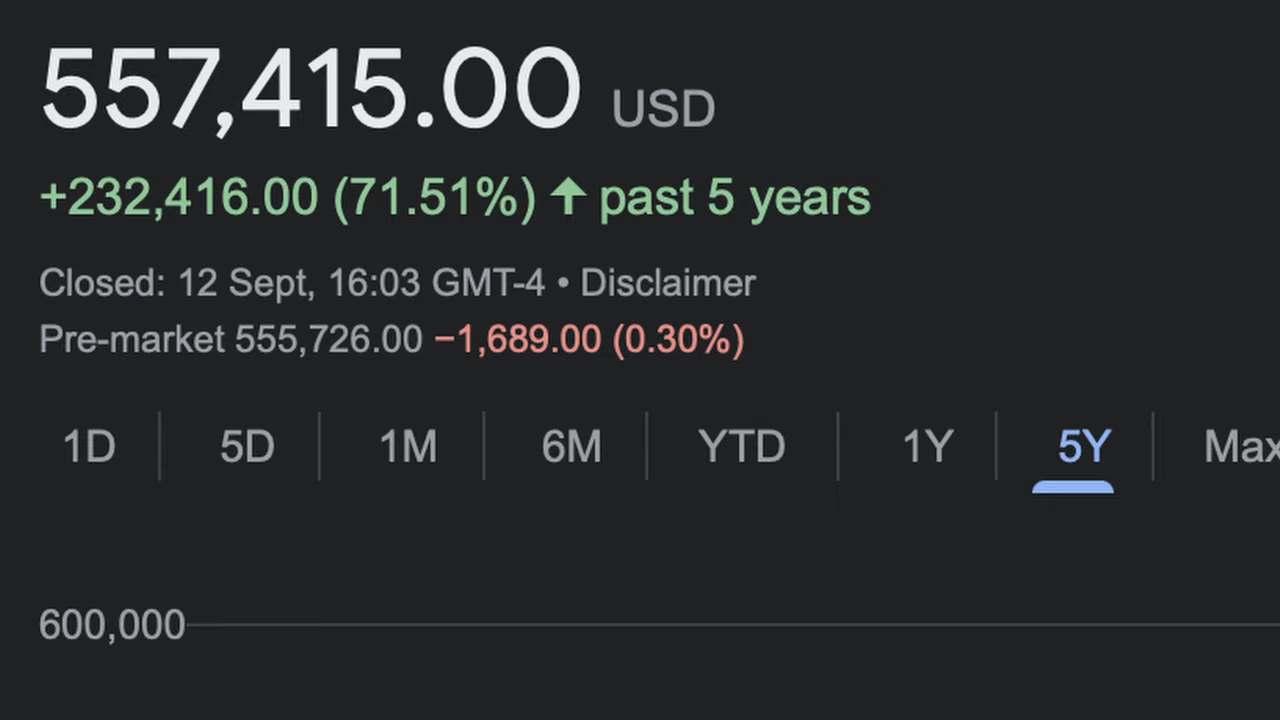 557,415.00 USD
+232,416.00 (71.51%) ↑ past 5 years
Closed: 12 Sept, 16:03 GMT-4 • Disclaimer
Pre-market 555,726.00 −1,689.00 (0.30%)
1D 5D 1M 6M YTD 1Y 5Y Max
600,000